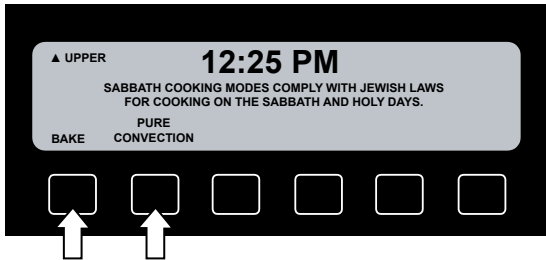 ▲ UPPER
12:25 PM
SABBATH COOKING MODES COMPLY WITH JEWISH LAWS
FOR COOKING ON THE SABBATH AND HOLY DAYS.
BAKE
PURE
CONVECTION